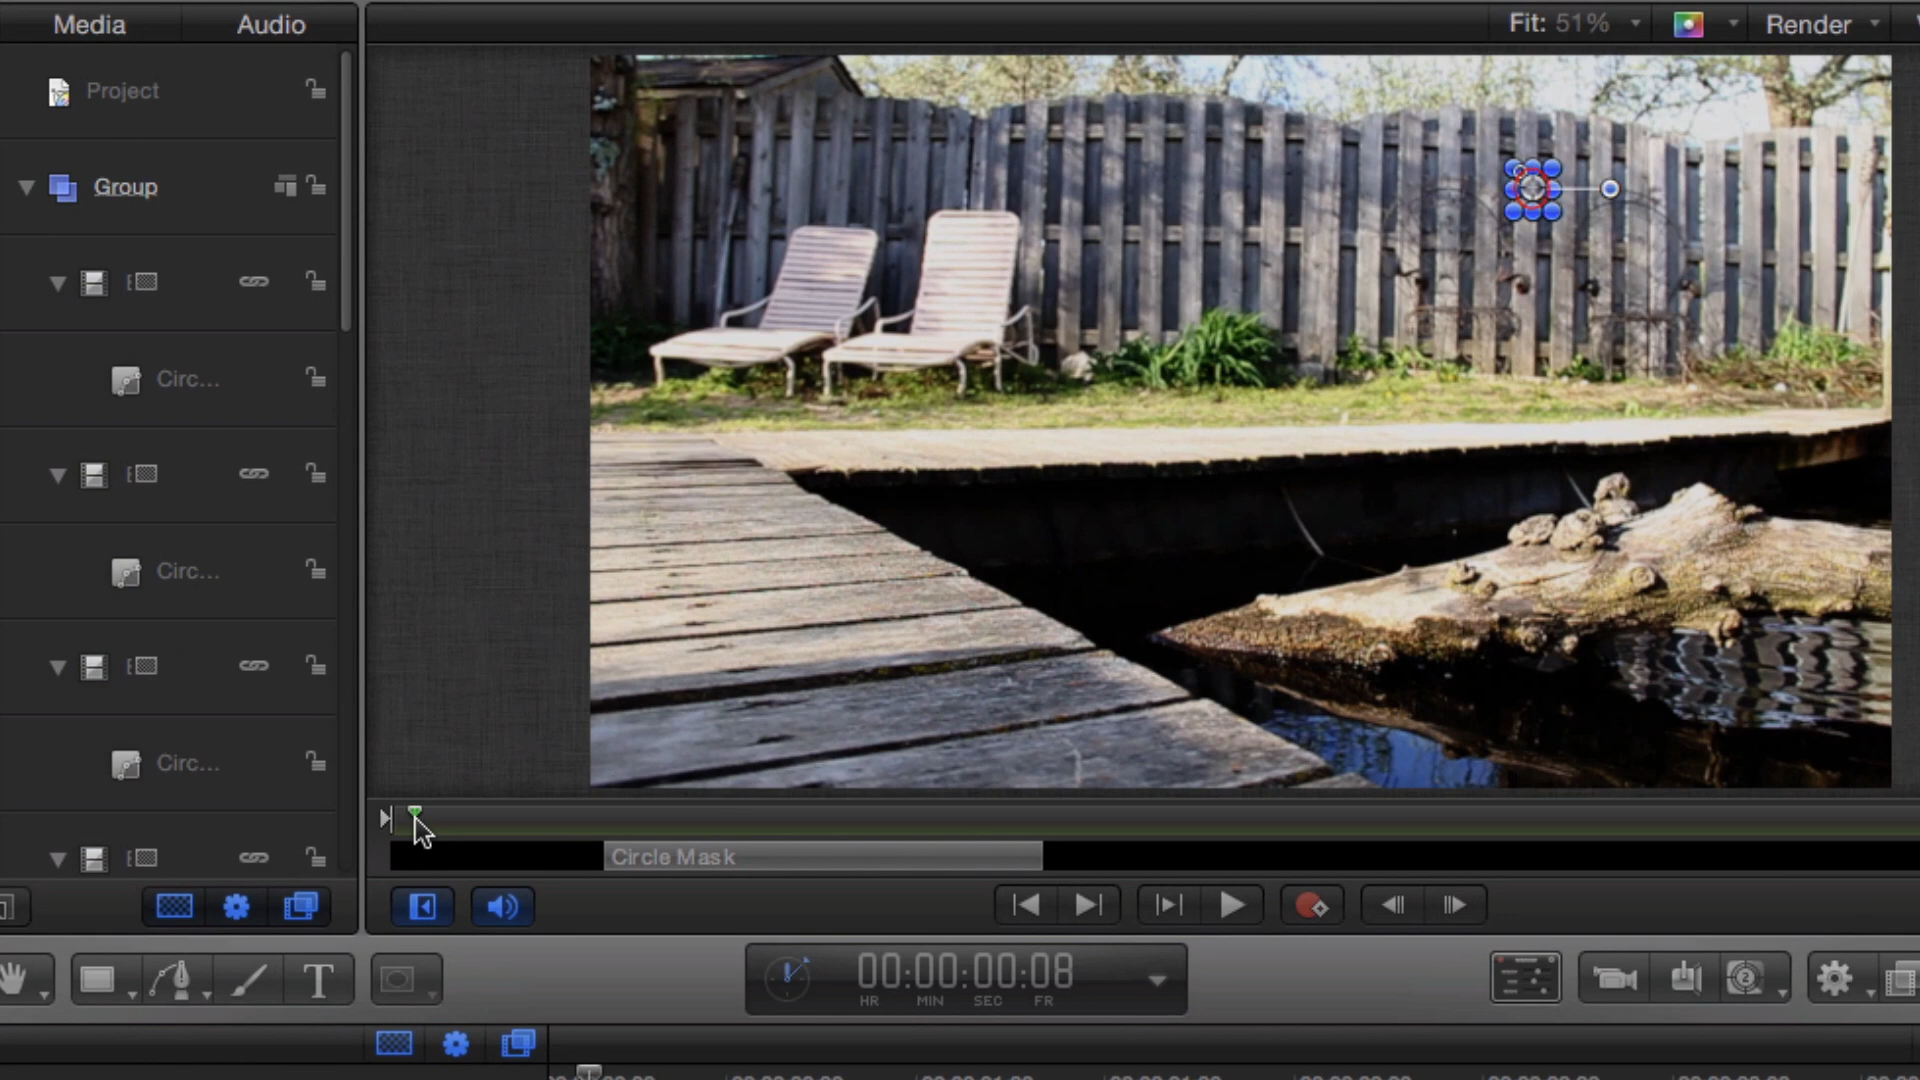 Media Audio
Fit: 51% Render
Project
Group
Circ...
Circ...
Circ...
Circle Mask
00:00:00:08
HR MIN SEC FR
T